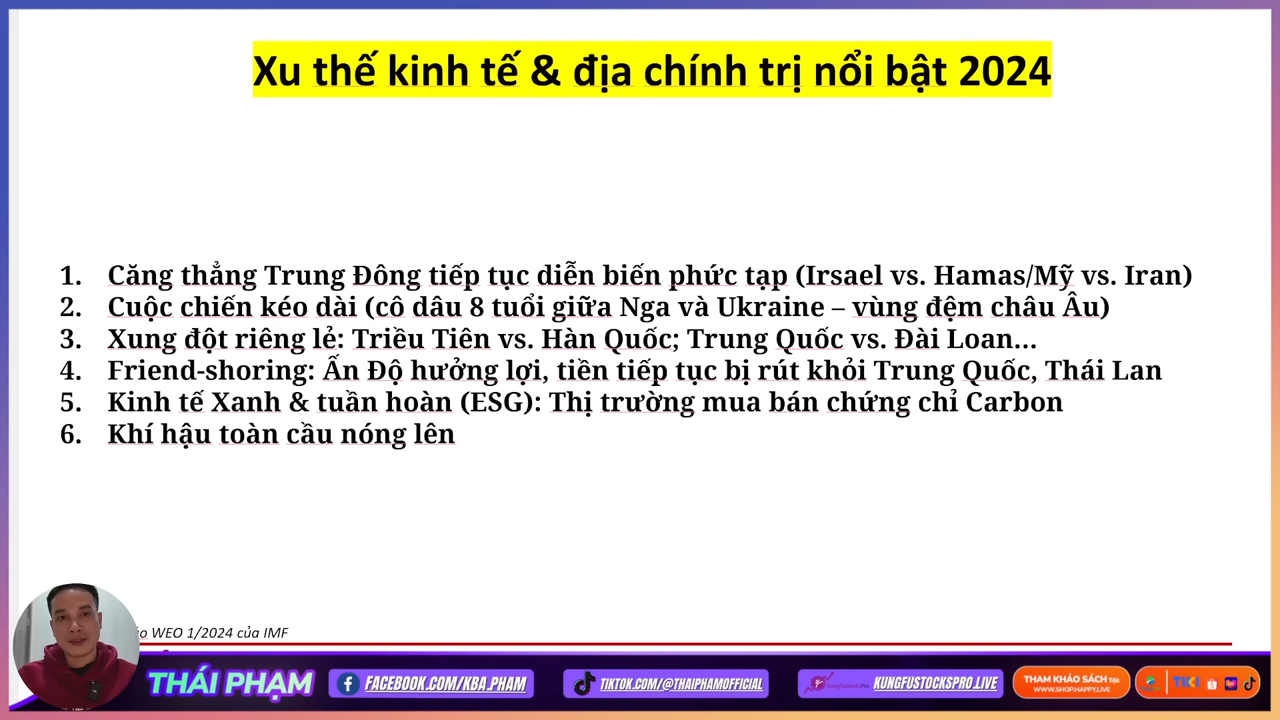 Xu thế kinh tế & địa chính trị nổi bật 2024
1. Căng thẳng Trung Đông tiếp tục diễn biến phức tạp (Irsael vs. Hamas/Mỹ vs. Iran)
2. Cuộc chiến kéo dài (cô dâu 8 tuổi giữa Nga và Ukraine – vùng đệm châu Âu)
3. Xung đột riêng lẻ: Triều Tiên vs. Hàn Quốc; Trung Quốc vs. Đài Loan...
4. Friend-shoring: Ấn Độ hưởng lợi, tiền tiếp tục bị rút khỏi Trung Quốc, Thái Lan
5. Kinh tế Xanh & tuần hoàn (ESG): Thị trường mua bán chứng chỉ Carbon
6. Khí hậu toàn cầu nóng lên
WEO 1/2024 của IMF
THÁI PHẠM
FACEBOOK.COM/KBA.PHAM
TIKTOK.COM/@THAIPHAMOFFICIAL
KUNGFUSTOCKSPRO.LIVE
THAM KHẢO SÁCH Tại:
WWW.SHOP.HAPPY.LIVE
TIKI